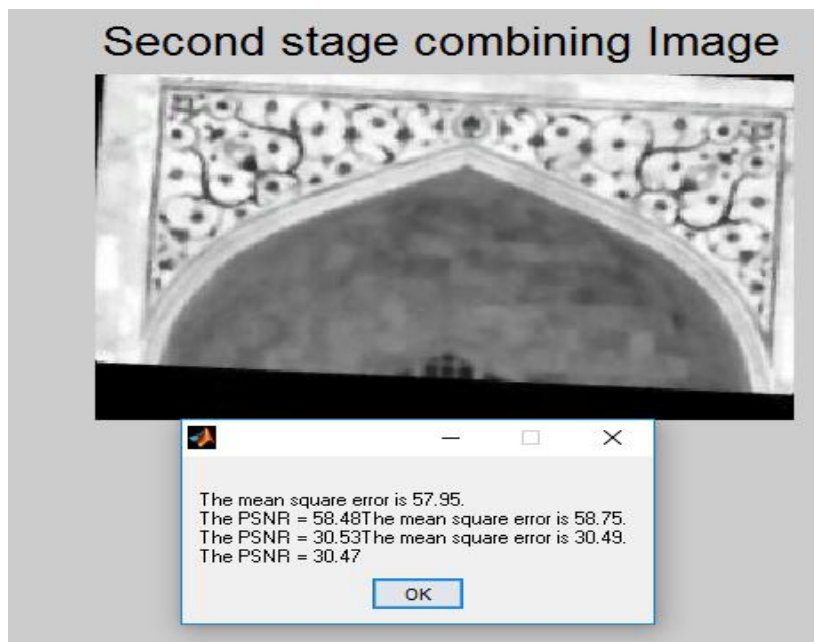 Second stage combining Image
The mean square error is 57.95.
The PSNR = 58.48The mean square error is 58.75.
The PSNR = 30.53The mean square error is 30.49.
The PSNR = 30.47
OK